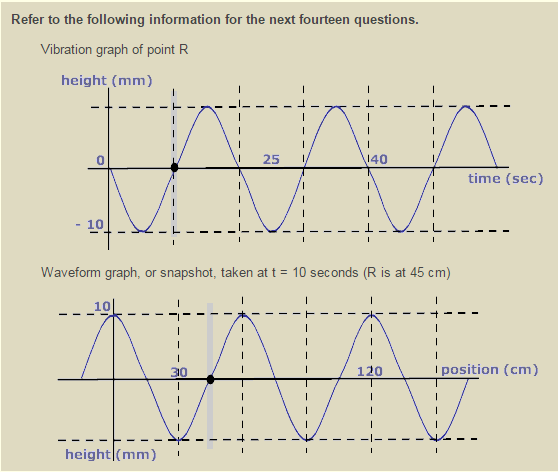 Refer to the following information for the next fourteen questions.
Vibration graph of point R
height (mm)
0
25
40
time (sec)
- 10
Waveform graph, or snapshot, taken at t = 10 seconds (R is at 45 cm)
10
30
120
position (cm)
height (mm)